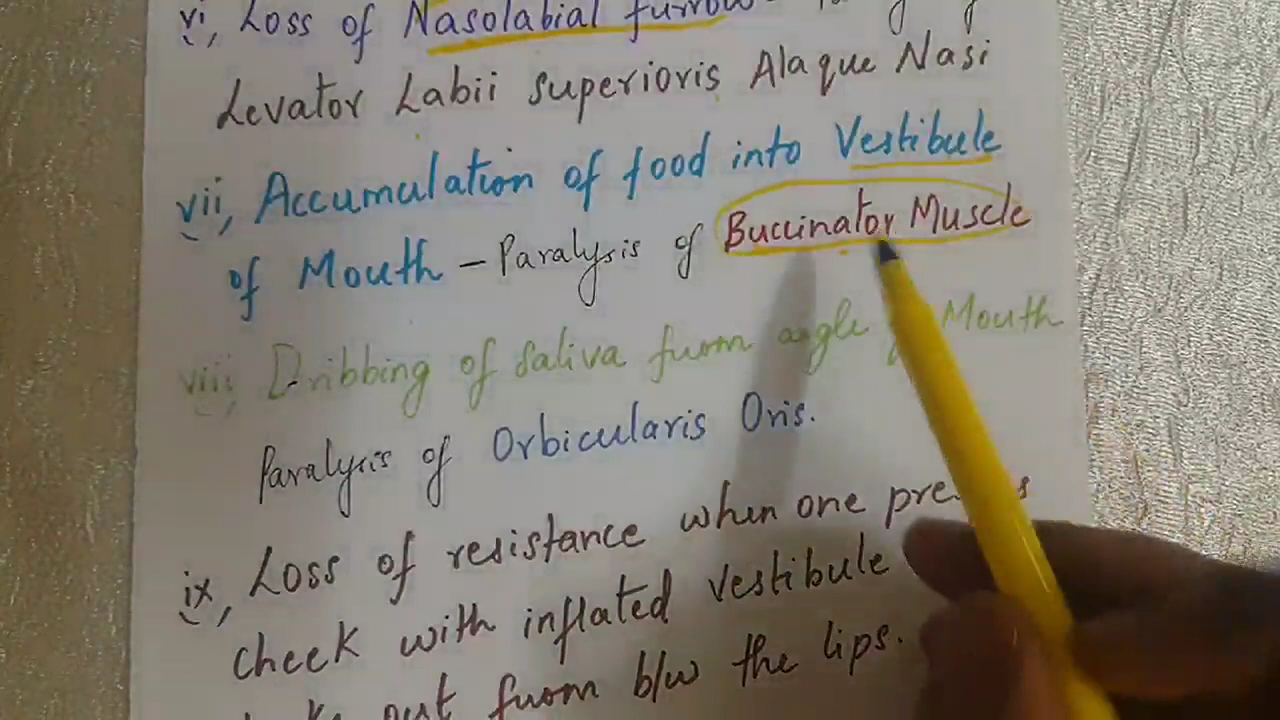 vi, Loss of Nasolabial furrow
Levator Labii superioris Alaque Nasi
vii, Accumulation of food into Vestibule
of Mouth - Paralysis of Buccinator Muscle
viii, Dribbing of saliva from angle of Mouth
Paralysis of Orbicularis Oris.
ix, Loss of resistance when one
cheek with inflated vestibule
out from b/w the lips.